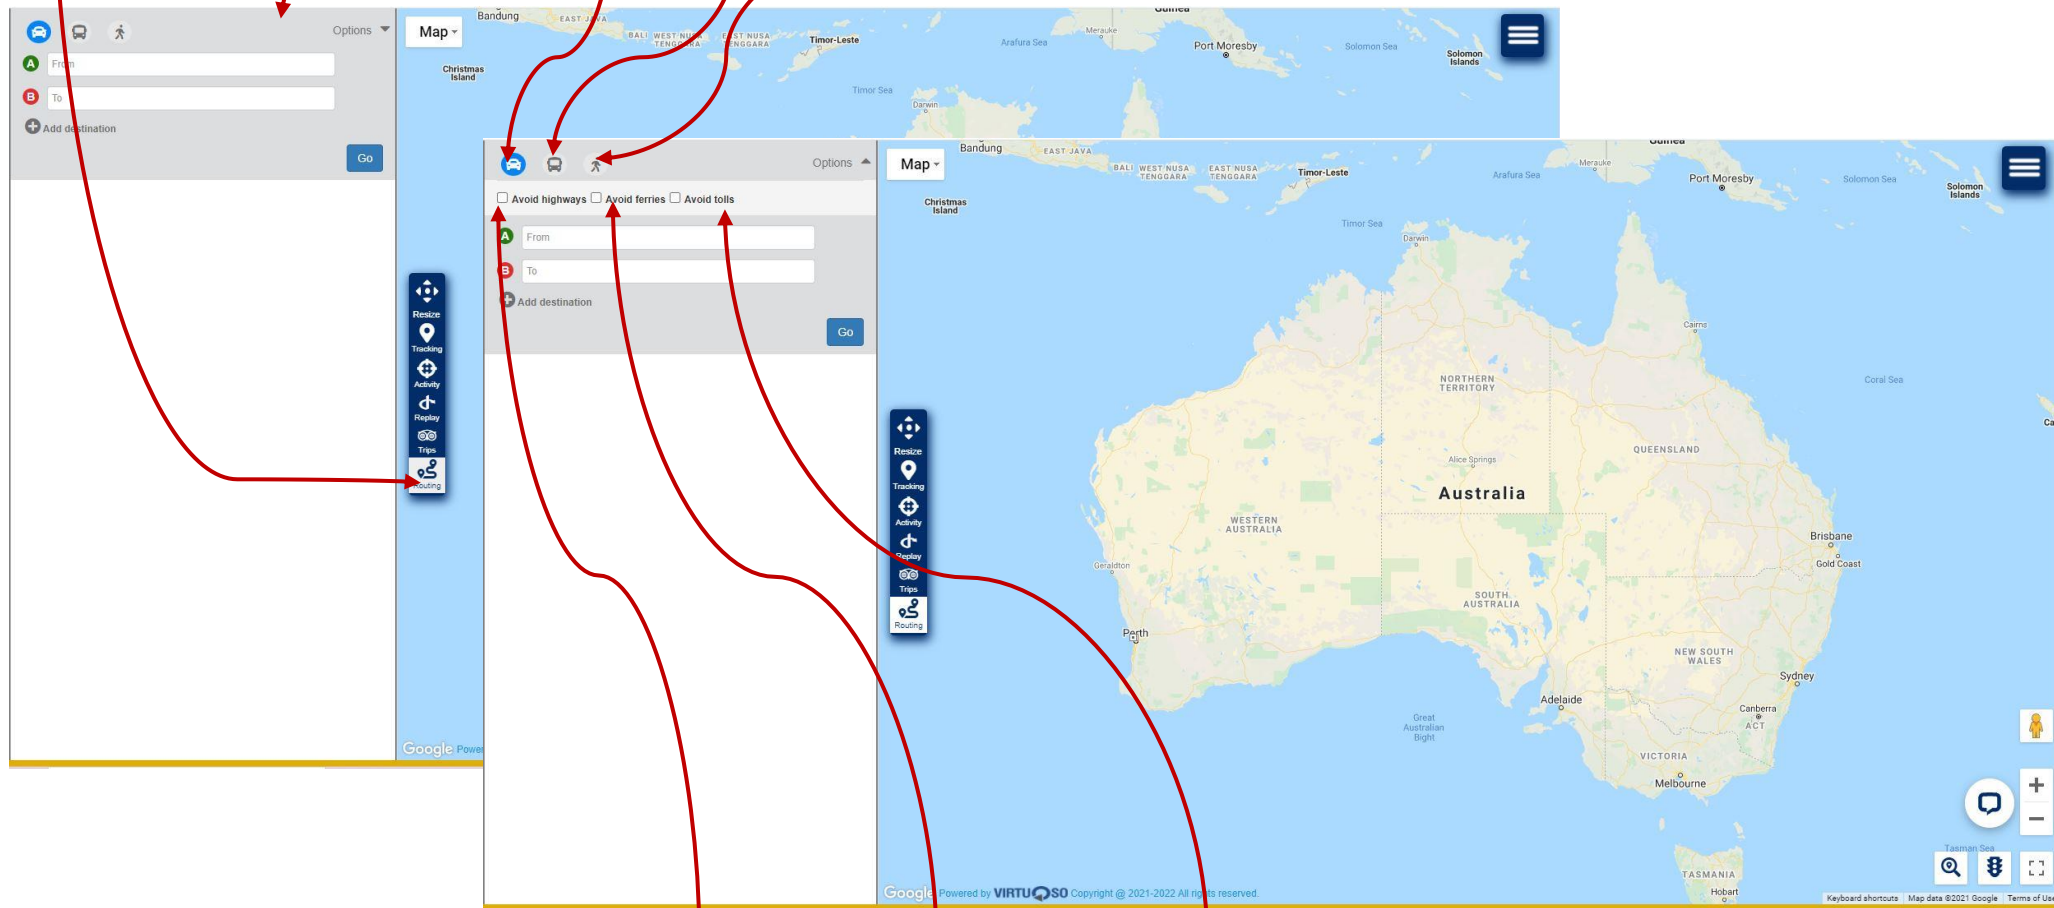 Options
Map
From
To
Add destination
Go
Bandung
EAST JAVA
BALI
WEST NUSA TENGGARA
EAST NUSA TENGGARA
Timor-Leste
Arafura Sea
Merauke
Guinea
Port Moresby
Solomon Sea
Solomon Islands
Christmas Island
Timor Sea
Darwin
Resize
Tracking
Activity
Replay
Trips
Routing
Google
A
B
Options
Map
Avoid highways
Avoid ferries
Avoid tolls
A
From
B
To
Add destination
Go
Resize
Tracking
Activity
Replay
Trips
Routing
Bandung
EAST JAVA
BALI
WEST NUSA TENGGARA
EAST NUSA TENGGARA
Timor-Leste
Arafura Sea
Merauke
Guinea
Port Moresby
Solomon Sea
Solomon Islands
Christmas Island
Timor Sea
Darwin
Cairns
Coral Sea
NORTHERN TERRITORY
QUEENSLAND
Alice Springs
Australia
WESTERN AUSTRALIA
Brisbane
Gold Coast
Geraldton
SOUTH AUSTRALIA
Perth
NEW SOUTH WALES
Sydney
Adelaide
Canberra
ACT
Great Australian Bight
VICTORIA
Melbourne
Tasman Sea
TASMANIA
Hobart
Google Powered by VIRTUOSO Copyright @ 2021-2022 All rights reserved.
Keyboard shortcuts
Map data ©2021 Google
Terms of Use